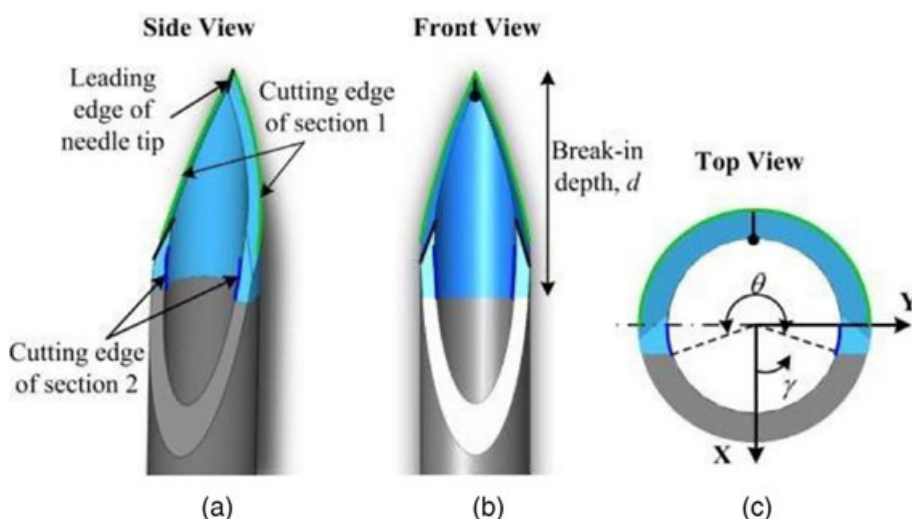 Side View
Front View
Leading
edge of
needle tip
Cutting edge
of section 1
Break-in
depth, d
Top View
θ
Y
γ
X
Cutting edge
of section 2
(a)
(b)
(c)